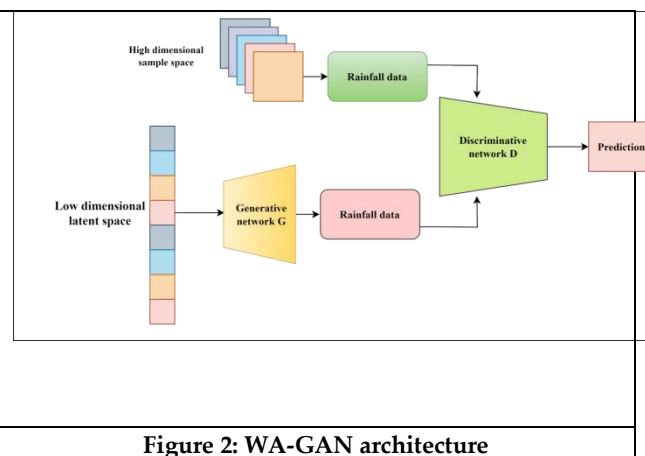 High dimensional
sample space
Rainfall data
Discriminative
network D
Prediction
Low dimensional
latent space
Generative
network G
Rainfall data
Figure 2: WA-GAN architecture